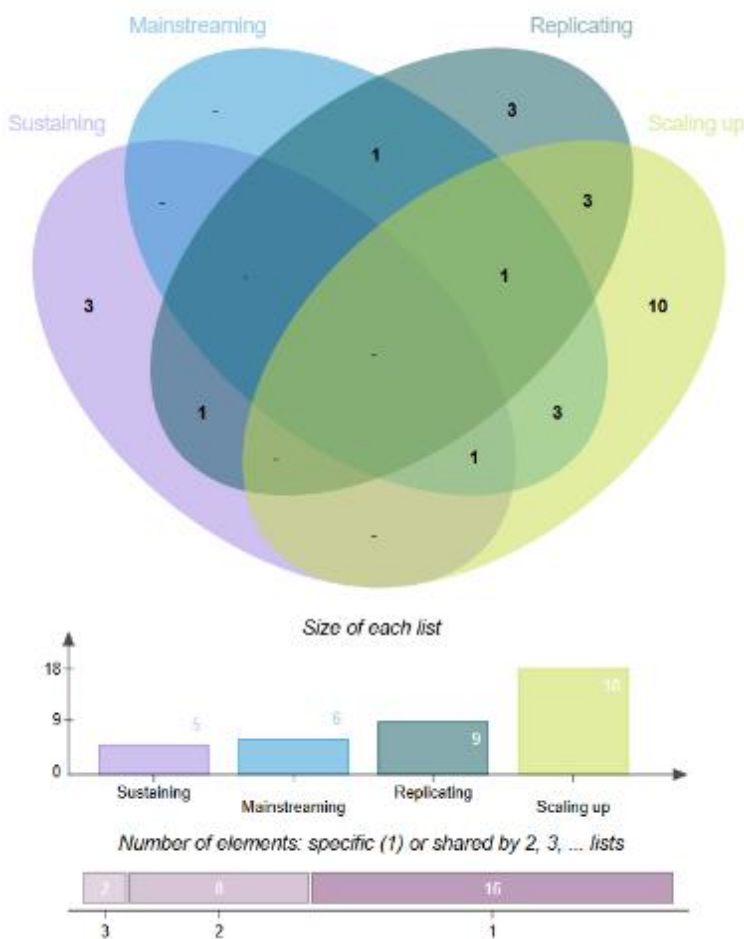 Mainstreaming
Replicating
Sustaining
Scaling up
-
3
1
-
3
-
1
3
10
-
1
3
-
1
-
Size of each list
18
9
0
5
6
9
18
Sustaining
Mainstreaming
Replicating
Scaling up
Number of elements: specific (1) or shared by 2, 3, ... lists
2
8
16
3
2
1